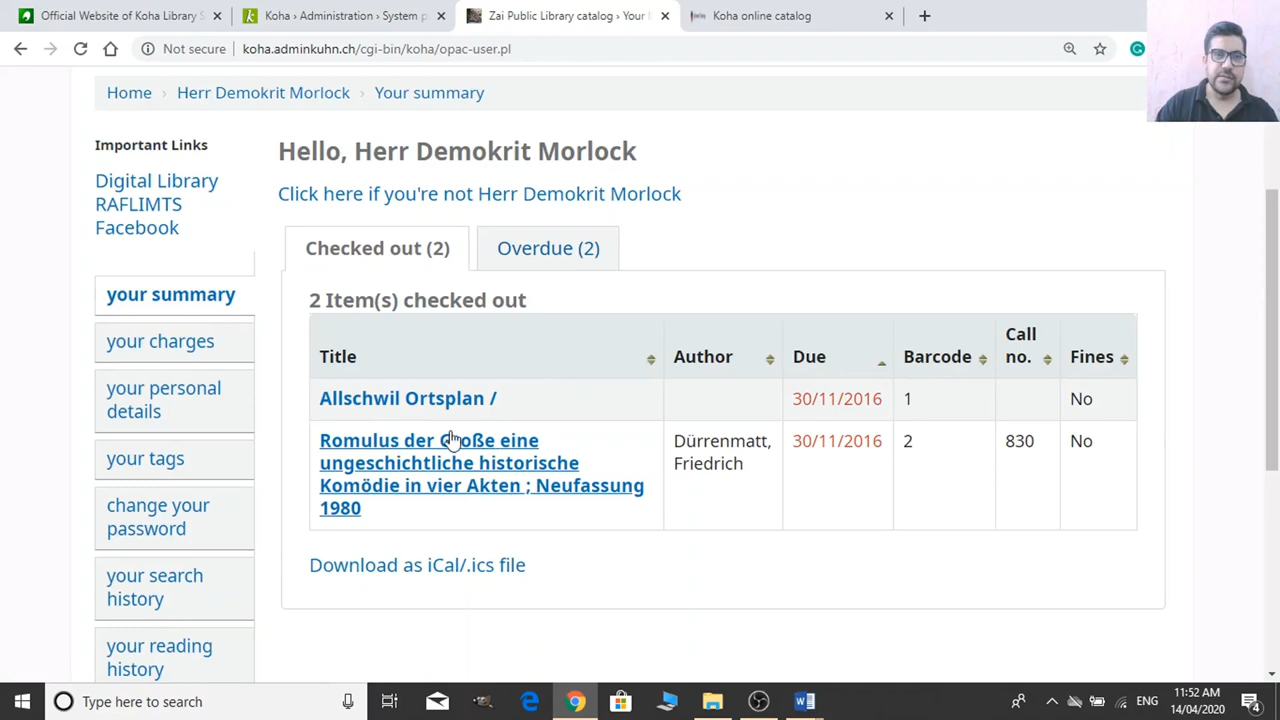 Official Website of Koha Library S
Koha › Administration › System p
Zai Public Library catalog › Your
Koha online catalog
Not secure
koha.adminkuhn.ch/cgi-bin/koha/opac-user.pl
Home › Herr Demokrit Morlock › Your summary
Important Links
Digital Library
RAFLIMTS
Facebook
your summary
your charges
your personal
details
your tags
change your
password
your search
history
your reading
history
Hello, Herr Demokrit Morlock
Click here if you're not Herr Demokrit Morlock
Checked out (2)
Overdue (2)
2 Item(s) checked out
Title Author Due Barcode Call no. Fines
Allschwil Ortsplan / 30/11/2016 1 No
Romulus der Große eine
ungeschichtliche historische
Komödie in vier Akten ; Neufassung
1980
Dürrenmatt,
Friedrich
30/11/2016 2 830 No
Download as iCal/.ics file
Type here to search
ENG
11:52 AM
14/04/2020
4